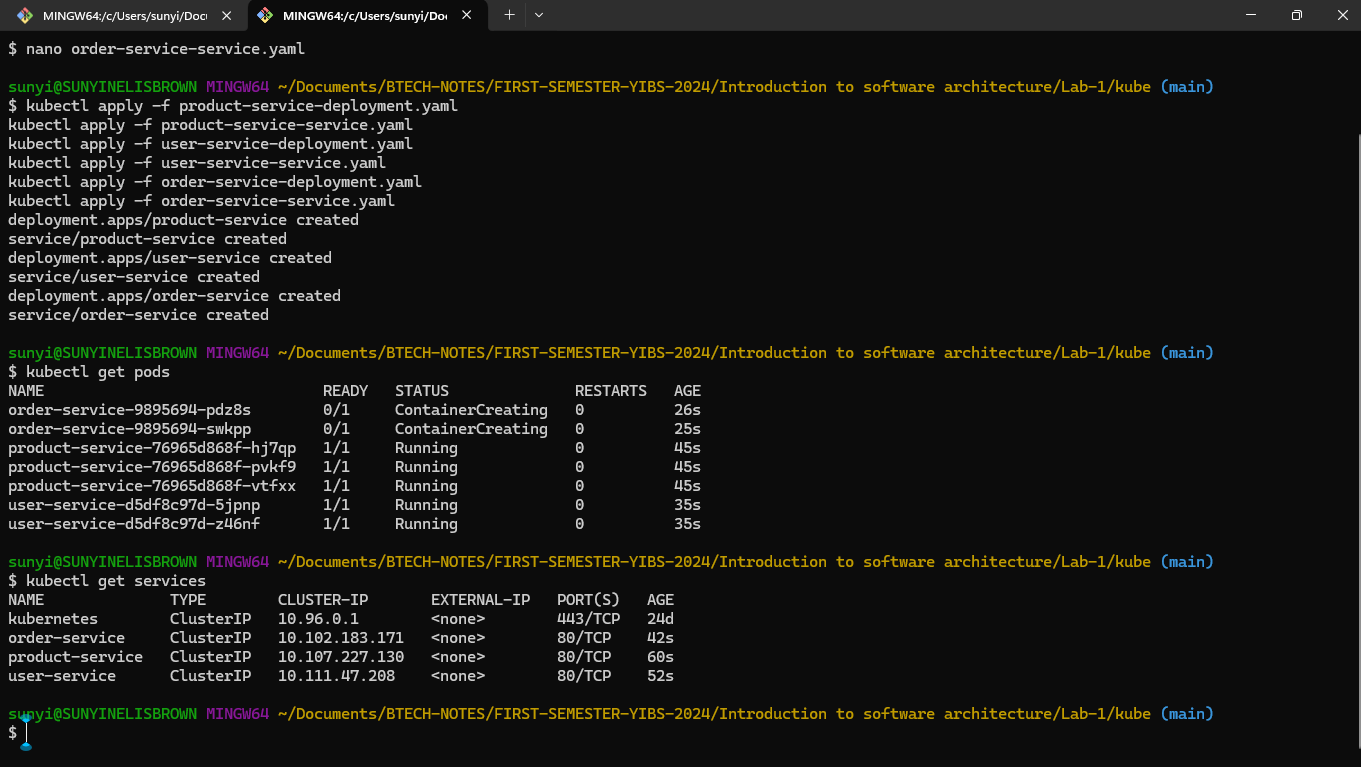 MINGW64:/c/Users/sunyi/Docu
MINGW64:/c/Users/sunyi/Do
$ nano order-service-service.yaml
sunyi@SUNYINELISBROWN MINGW64 ~/Documents/BTECH-NOTES/FIRST-SEMESTER-YIBS-2024/Introduction to software architecture/Lab-1/kube (main)
$ kubectl apply -f product-service-deployment.yaml
kubectl apply -f product-service-service.yaml
kubectl apply -f user-service-deployment.yaml
kubectl apply -f user-service-service.yaml
kubectl apply -f order-service-deployment.yaml
kubectl apply -f order-service-service.yaml
deployment.apps/product-service created
service/product-service created
deployment.apps/user-service created
service/user-service created
deployment.apps/order-service created
service/order-service created
sunyi@SUNYINELISBROWN MINGW64 ~/Documents/BTECH-NOTES/FIRST-SEMESTER-YIBS-2024/Introduction to software architecture/Lab-1/kube (main)
$ kubectl get pods
NAME READY STATUS RESTARTS AGE
order-service-9895694-pdz8s 0/1 ContainerCreating 0 26s
order-service-9895694-swkpp 0/1 ContainerCreating 0 25s
product-service-76965d868f-hj7qp 1/1 Running 0 45s
product-service-76965d868f-pvkf9 1/1 Running 0 45s
product-service-76965d868f-vtfxx 1/1 Running 0 45s
user-service-d5df8c97d-5jpnp 1/1 Running 0 35s
user-service-d5df8c97d-z46nf 1/1 Running 0 35s
sunyi@SUNYINELISBROWN MINGW64 ~/Documents/BTECH-NOTES/FIRST-SEMESTER-YIBS-2024/Introduction to software architecture/Lab-1/kube (main)
$ kubectl get services
NAME TYPE CLUSTER-IP EXTERNAL-IP PORT(S) AGE
kubernetes ClusterIP 10.96.0.1 <none> 443/TCP 24d
order-service ClusterIP 10.102.183.171 <none> 80/TCP 42s
product-service ClusterIP 10.107.227.130 <none> 80/TCP 60s
user-service ClusterIP 10.111.47.208 <none> 80/TCP 52s
sunyi@SUNYINELISBROWN MINGW64 ~/Documents/BTECH-NOTES/FIRST-SEMESTER-YIBS-2024/Introduction to software architecture/Lab-1/kube (main)
$